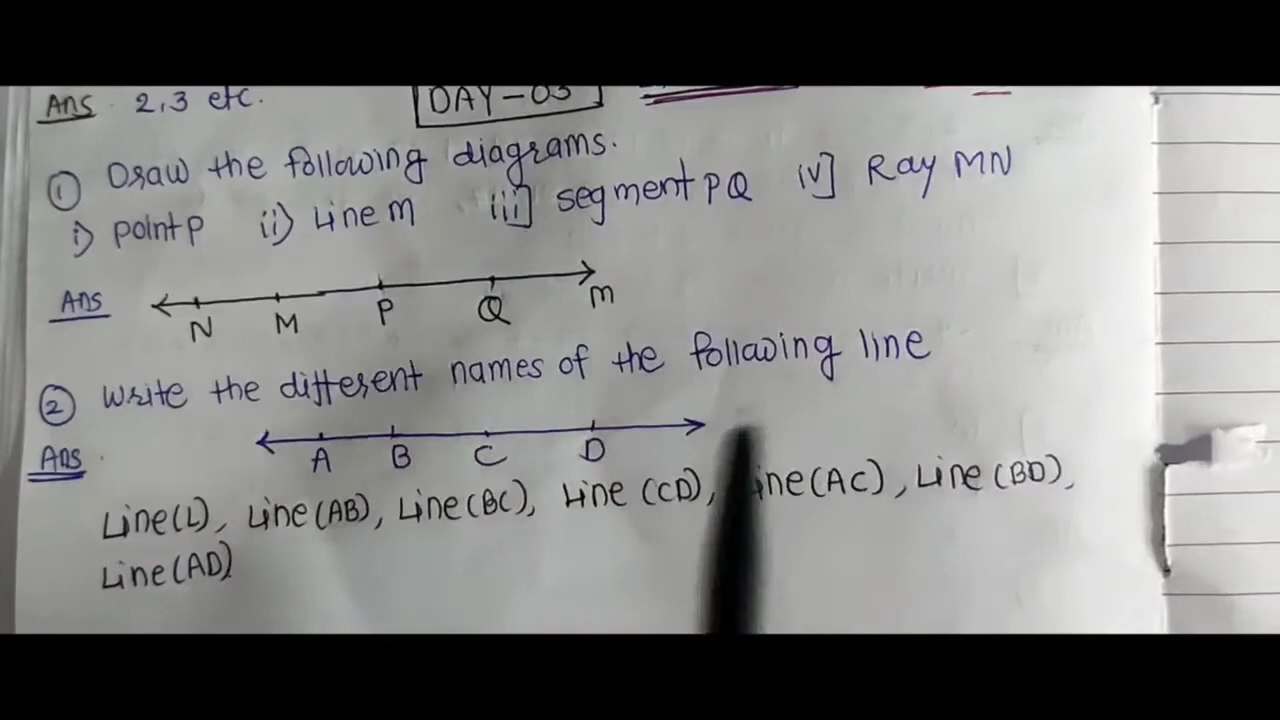 Ans 2,3 etc. DAY-03
① Draw the following diagrams.
i) point P ii) Line m iii] segment PQ iv] Ray MN
Ans N M P Q m
② Write the different names of the following line
Ans A B C D
Line(L), Line(AB), Line(BC), Line (CD), Line(AC), Line(BD),
Line(AD)